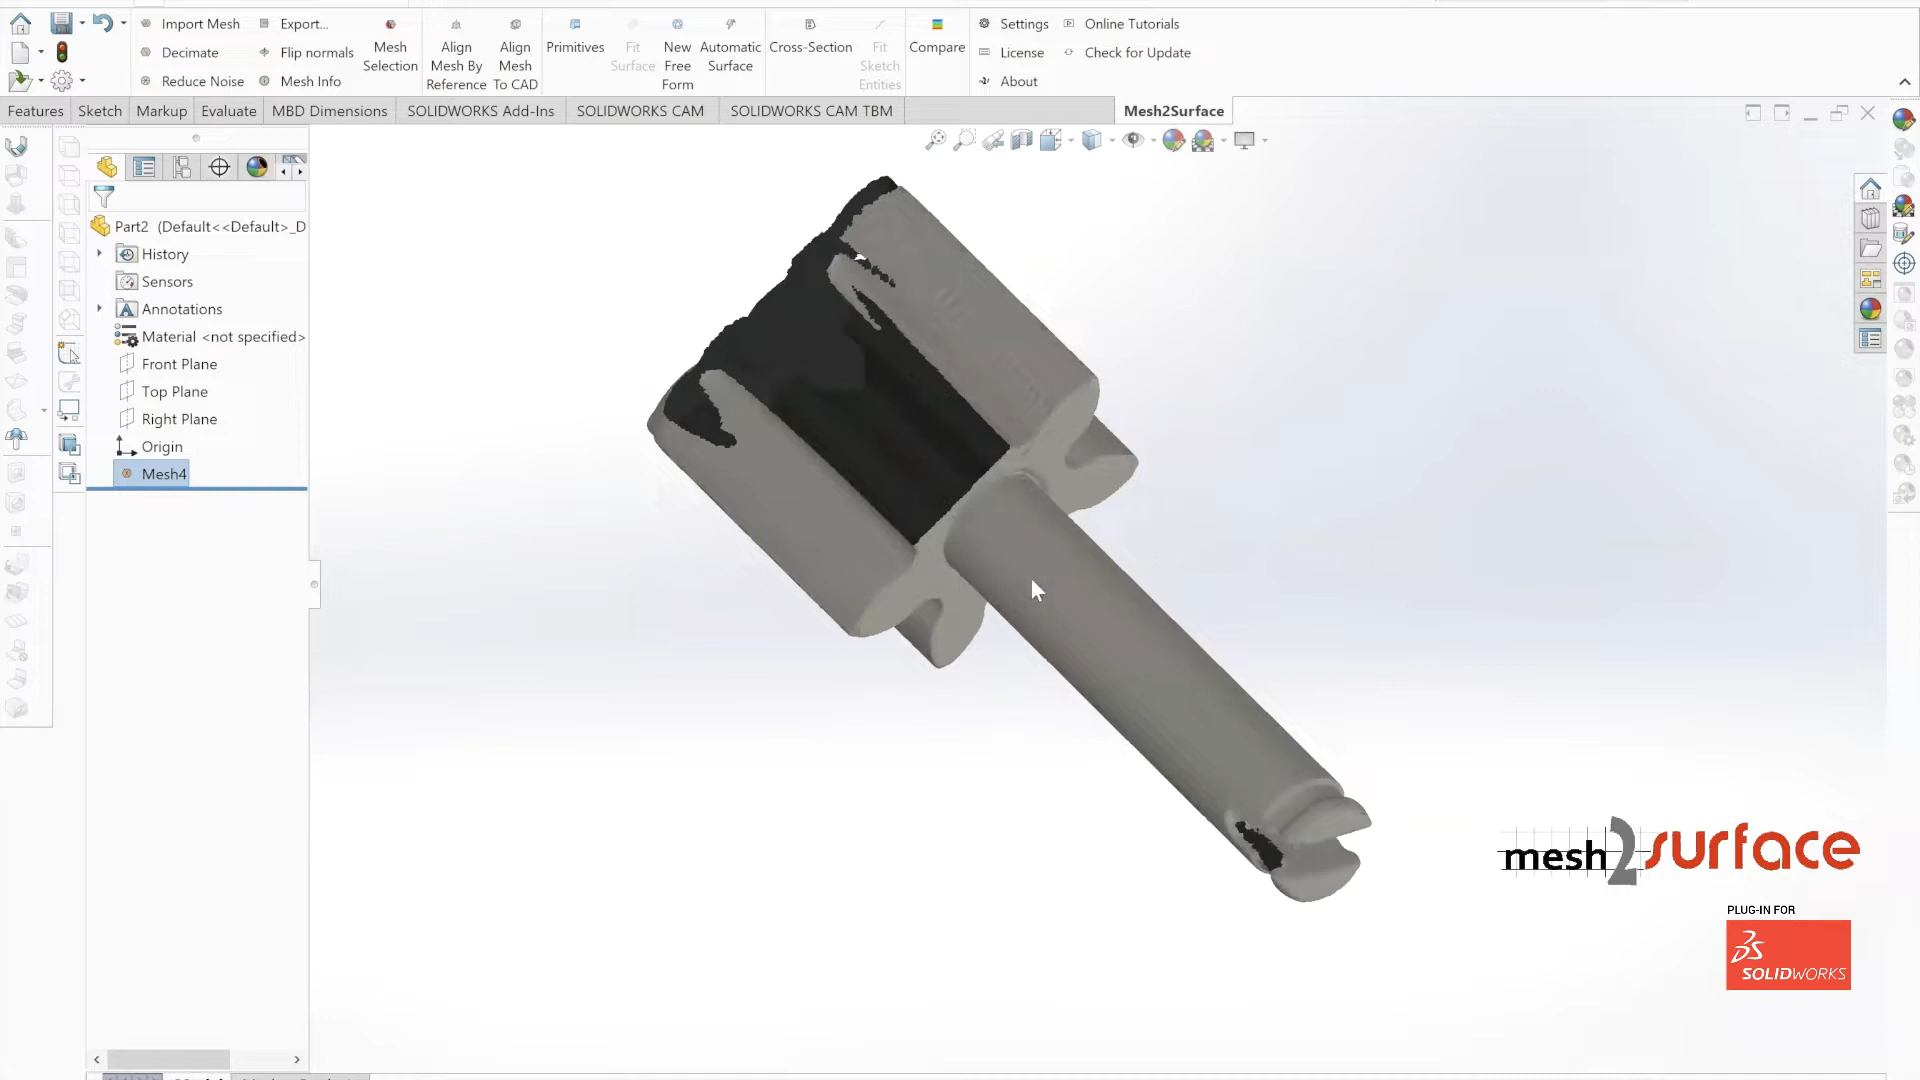 Import Mesh
Export...
Decimate
Flip normals
Reduce Noise
Mesh Info
Mesh
Selection
Align
Mesh By
Reference
Align
Mesh
To CAD
Primitives
Fit
Surface
New
Free
Form
Automatic
Surface
Cross-Section
Fit
Sketch
Entities
Compare
Settings
Online Tutorials
License
Check for Update
About
Features
Sketch
Markup
Evaluate
MBD Dimensions
SOLIDWORKS Add-Ins
SOLIDWORKS CAM
SOLIDWORKS CAM TBM
Mesh2Surface
Part2 (Default<<Default>_D
History
Sensors
Annotations
Material <not specified>
Front Plane
Top Plane
Right Plane
Origin
Mesh4
mesh2surface
PLUG-IN FOR
SOLIDWORKS